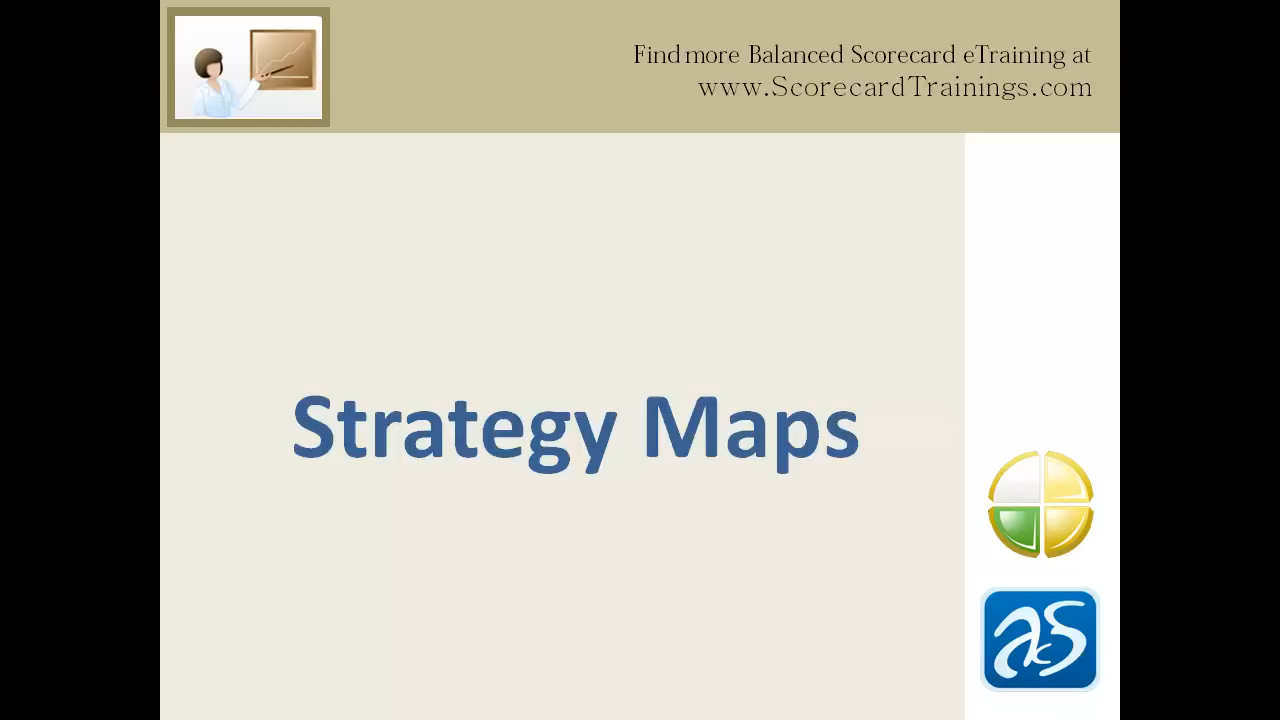 Find more Balanced Scorecard eTraining at
www.ScorecardTrainings.com
Strategy Maps